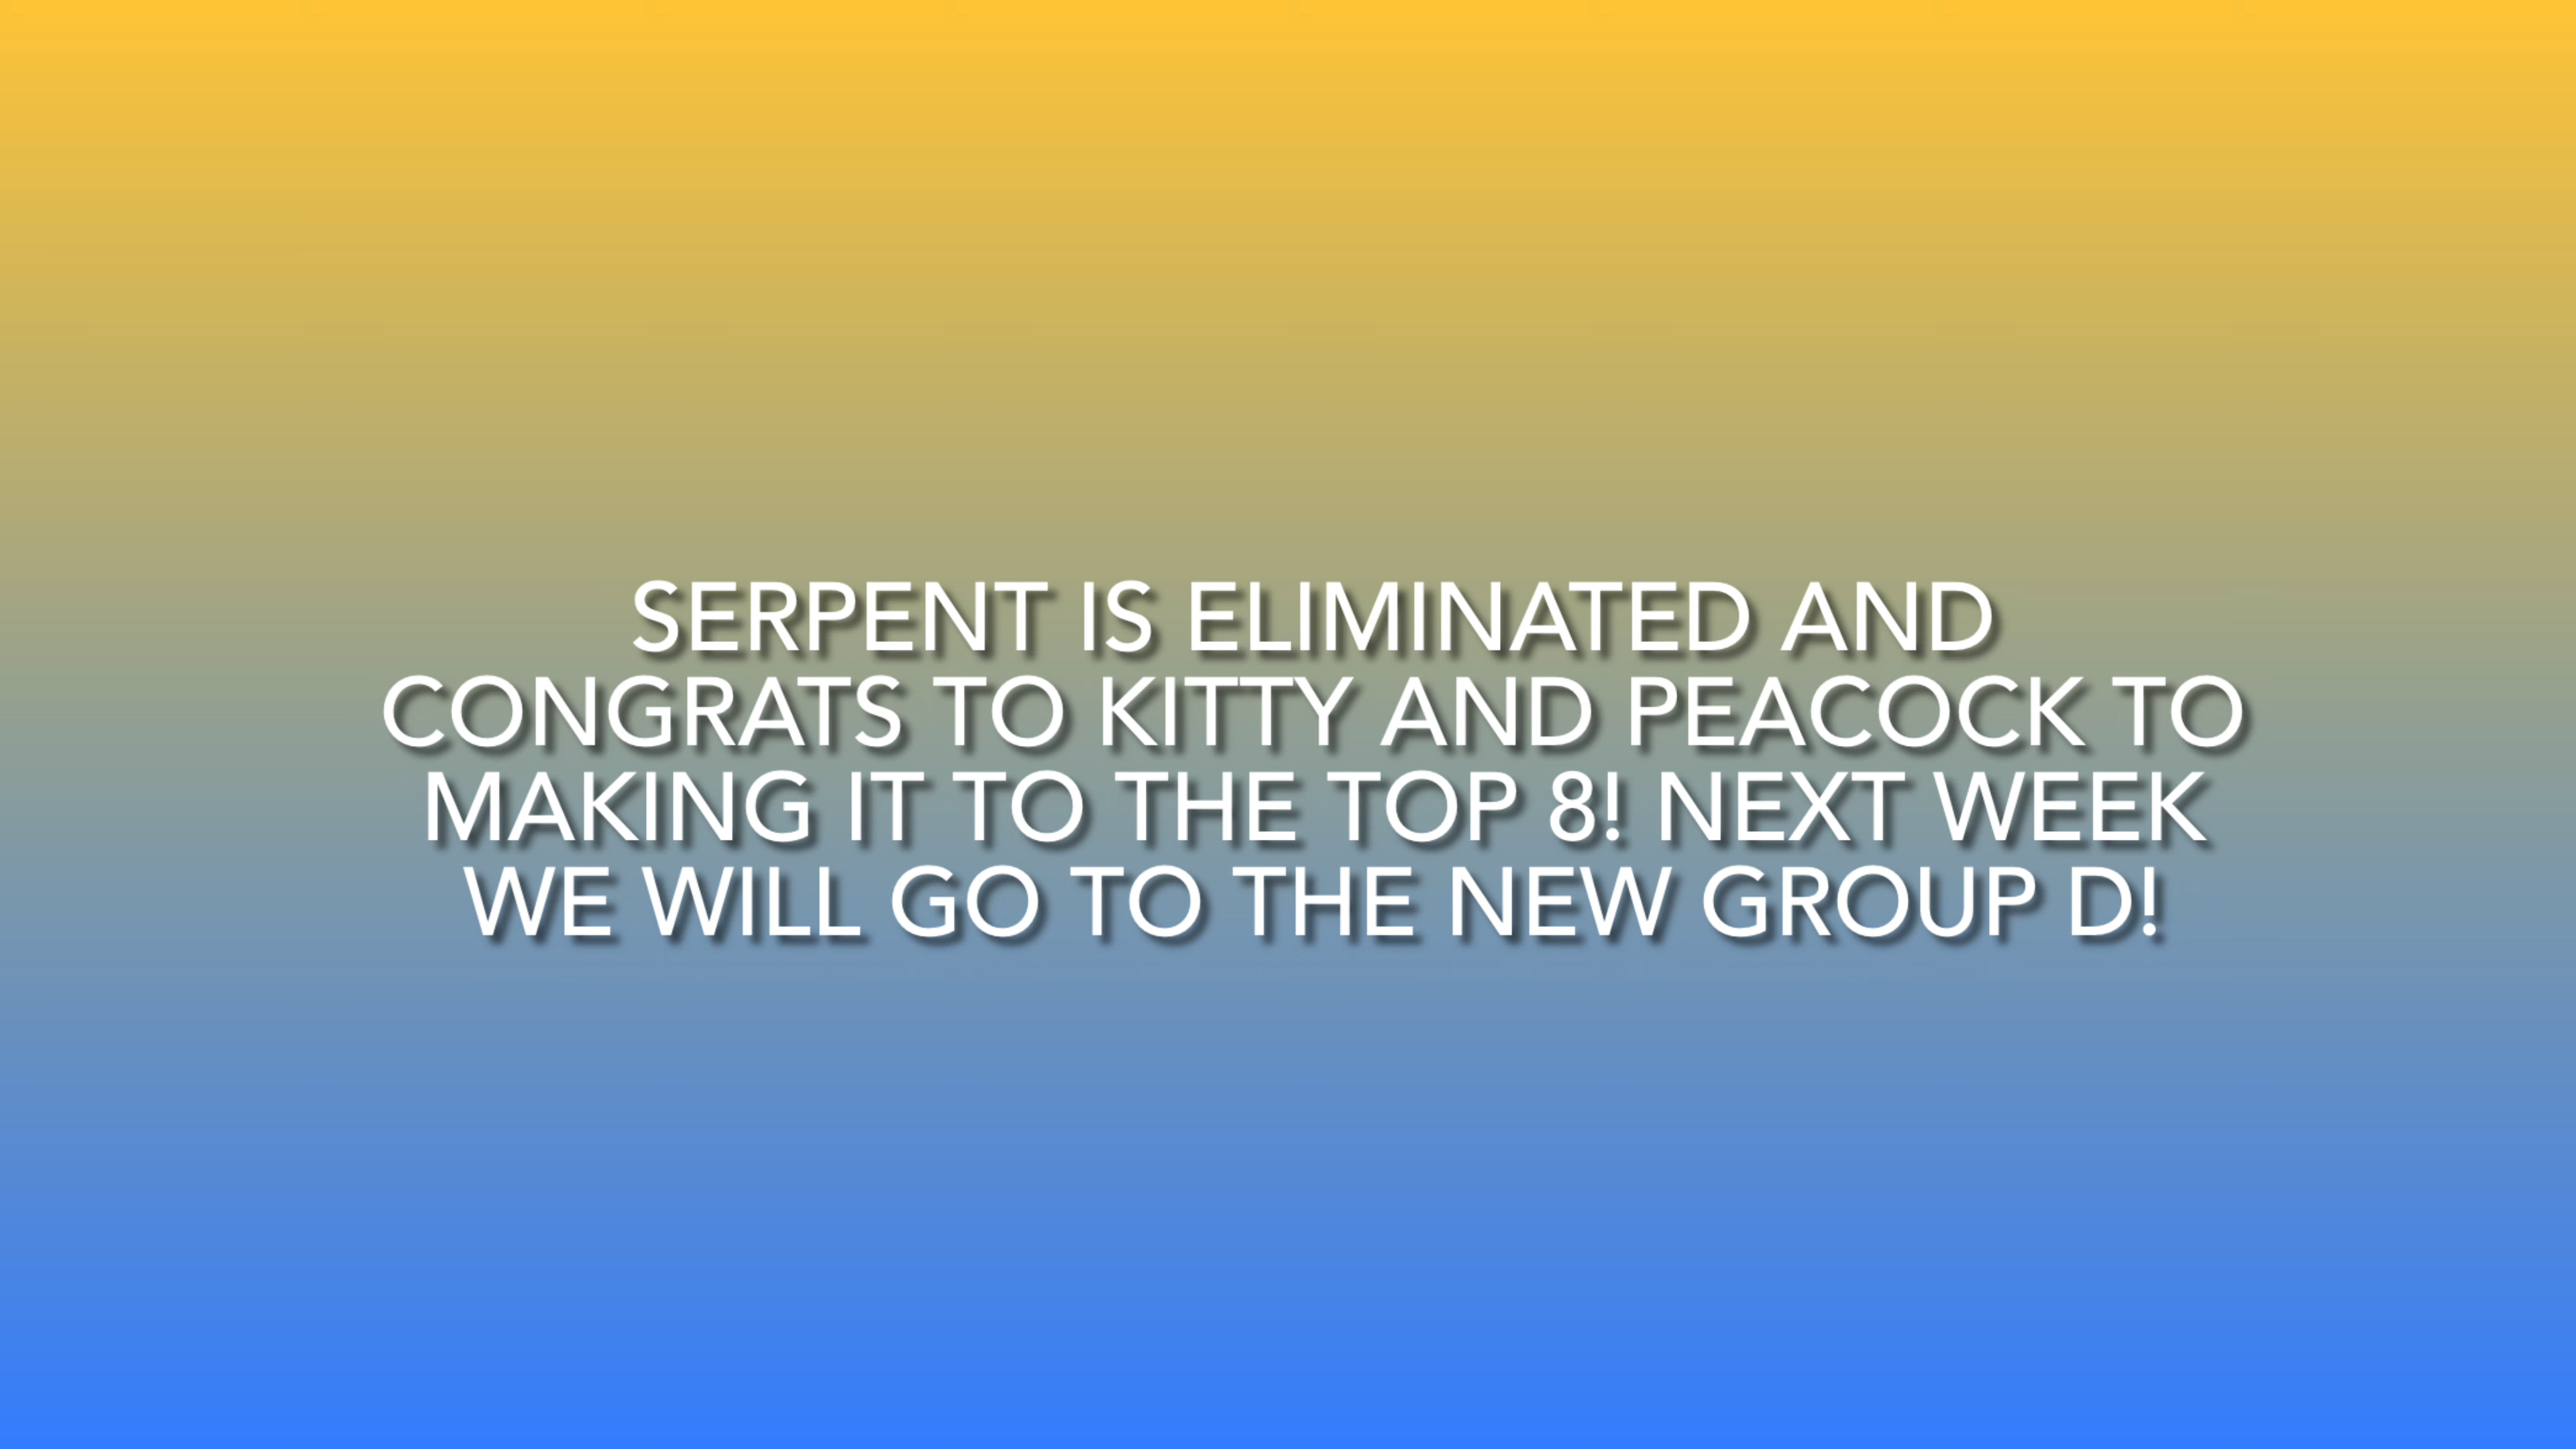 SERPENT IS ELIMINATED AND
CONGRATS TO KITTY AND PEACOCK TO
MAKING IT TO THE TOP 8! NEXT WEEK
WE WILL GO TO THE NEW GROUP D!